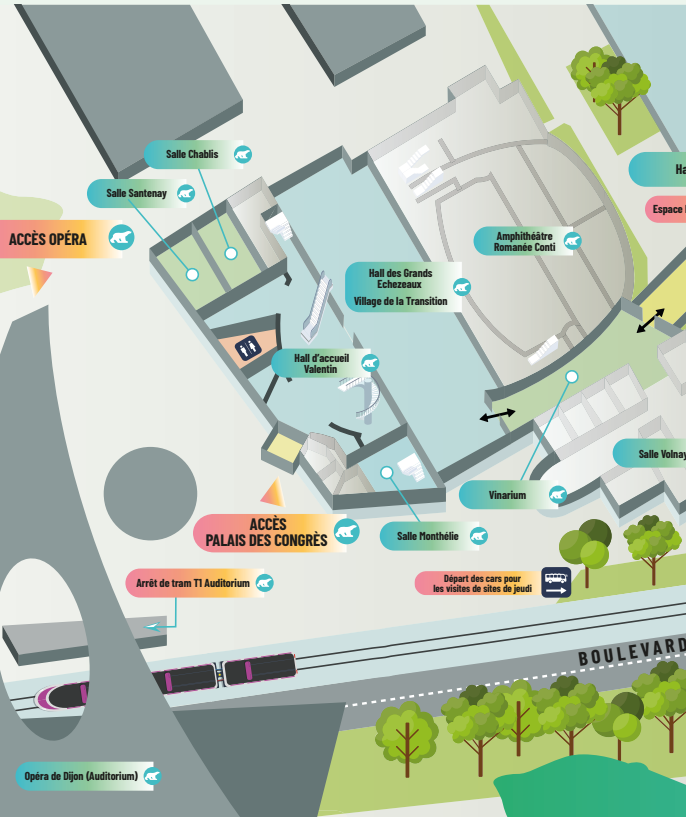 Salle Chablis
Ha
Salle Santenay
Espace
ACCÈS OPÉRA
Amphithéâtre
Romanée Conti
Hall des Grands
Echezeaux
Village de la Transition
Hall d'accueil
Valentin
Salle Volnay
Vinarium
ACCÈS
PALAIS DES CONGRÈS
Salle Monthélie
Arrêt de tram T1 Auditorium
Départ des cars pour
les visites de sites de jeudi
BOULEVARD
Opéra de Dijon (Auditorium)